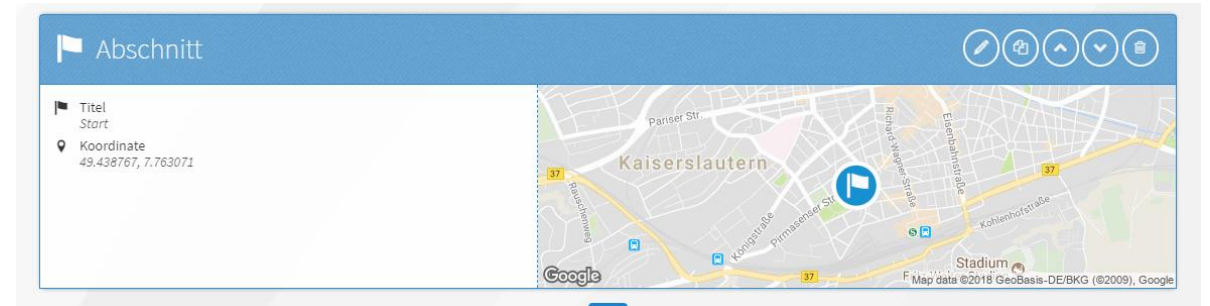 Abschnitt
Titel
Start
Koordinate
49.438767, 7.763071
Pariser Str.
Richard-Wagner-Straße
Eisenbahnstraße
Kaiserslautern
37
37
Rauschenweg
Pirmasenser Str
Königstraße
Kohlenhofstraße
S
Stadium
37
Google
Map data ©2018 GeoBasis-DE/BKG (©2009), Google